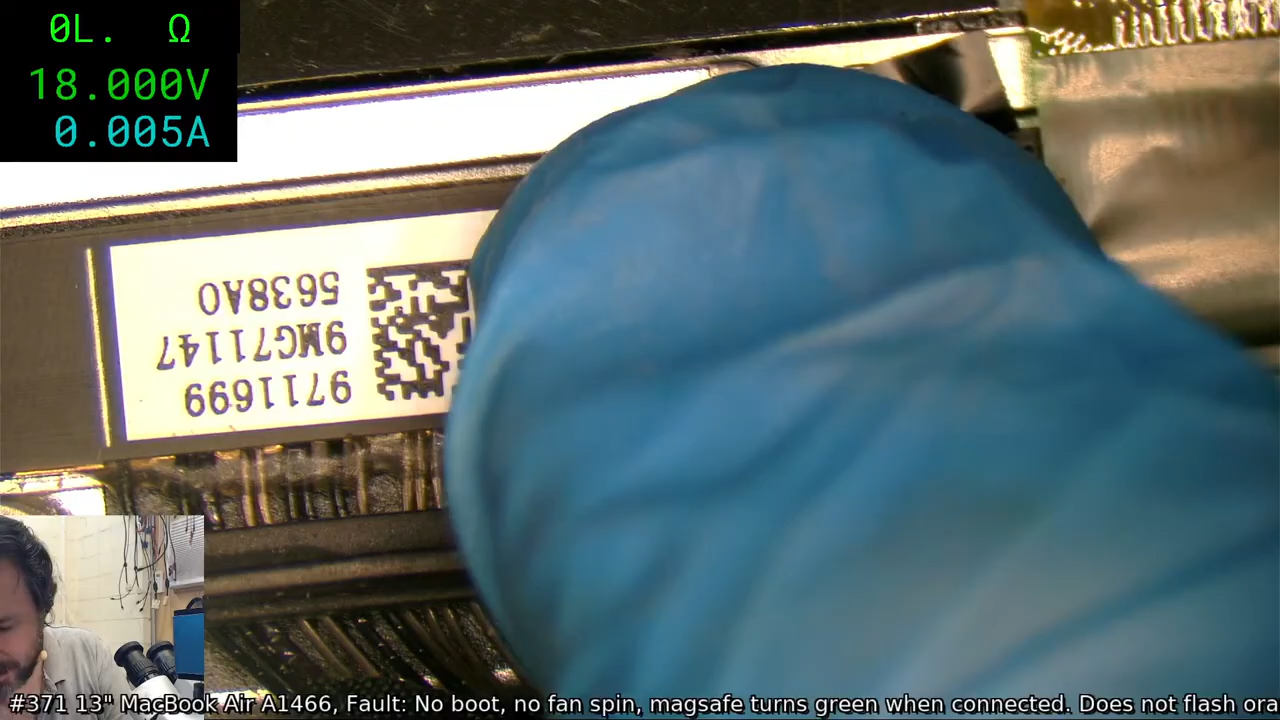 0L. Ω
18.000V
0.005A
9711699
9MG71147
5638A0
#371 13" MacBook Air A1466, Fault: No boot, no fan spin, magsafe turns green when connected. Does not flash ora